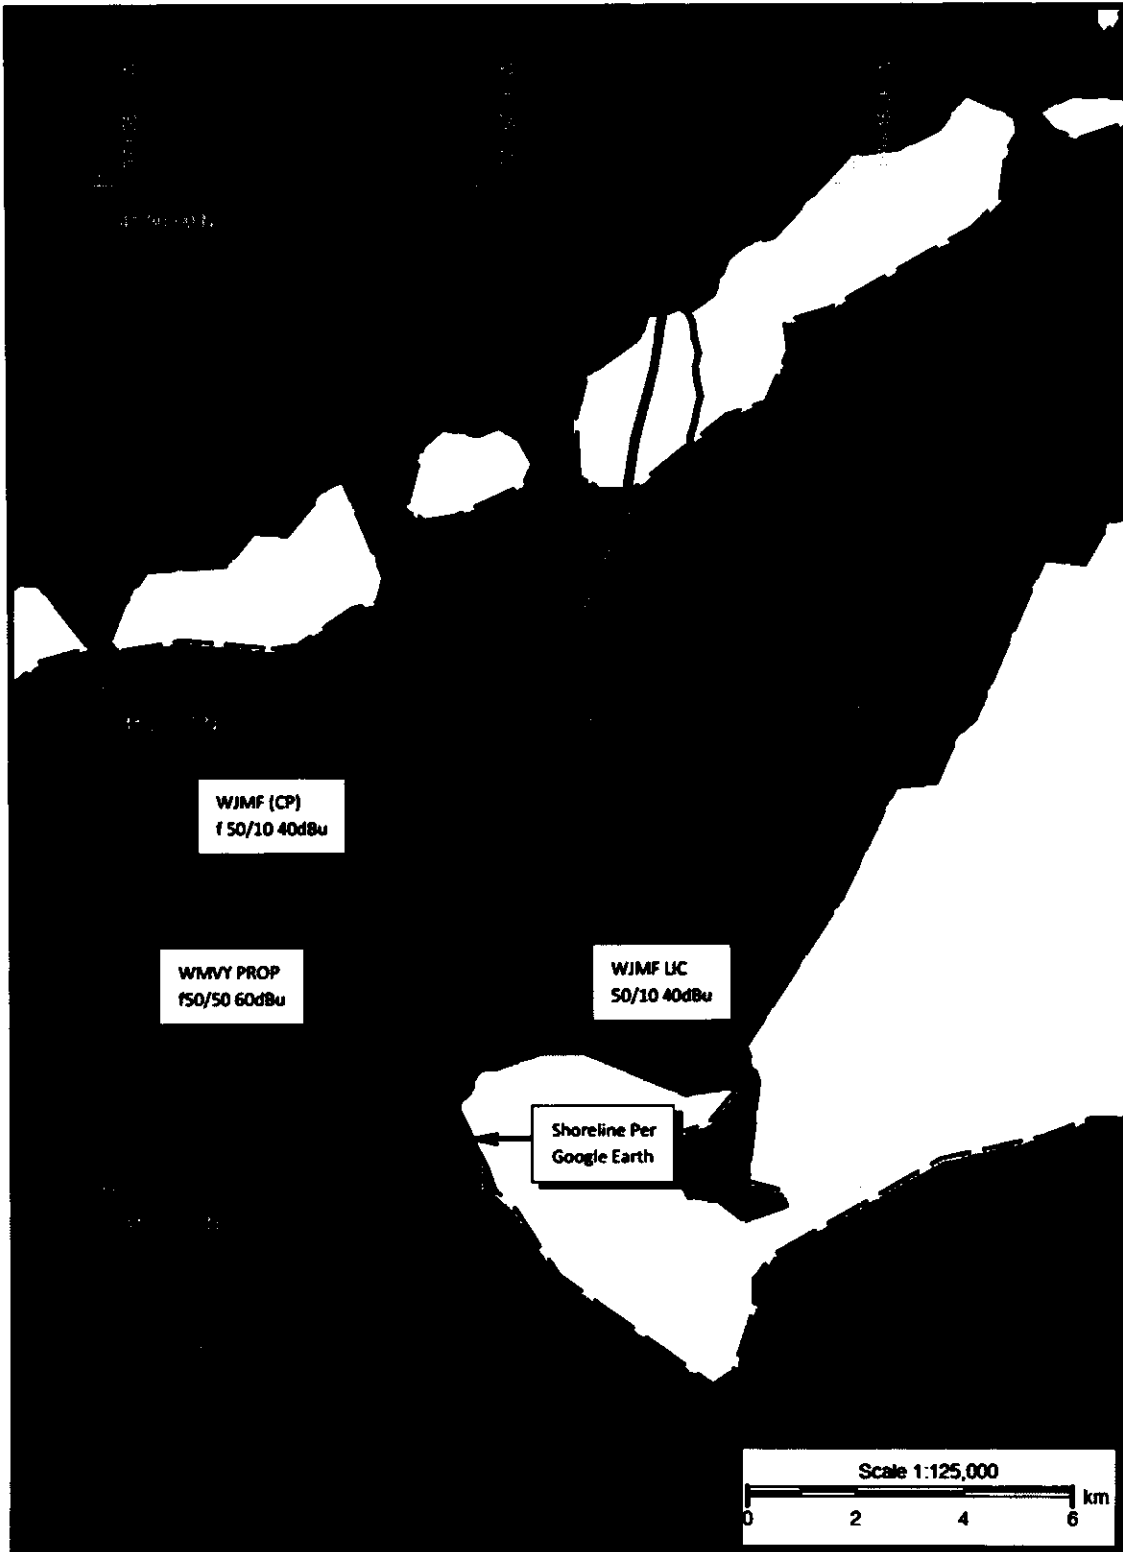 WJMF (CP)
f 50/10 40dBu
WMVY PROP
f50/50 60dBu
WJMF LIC
50/10 40dBu
Shoreline Per
Google Earth
Scale 1:125,000
km
0 2 4 6